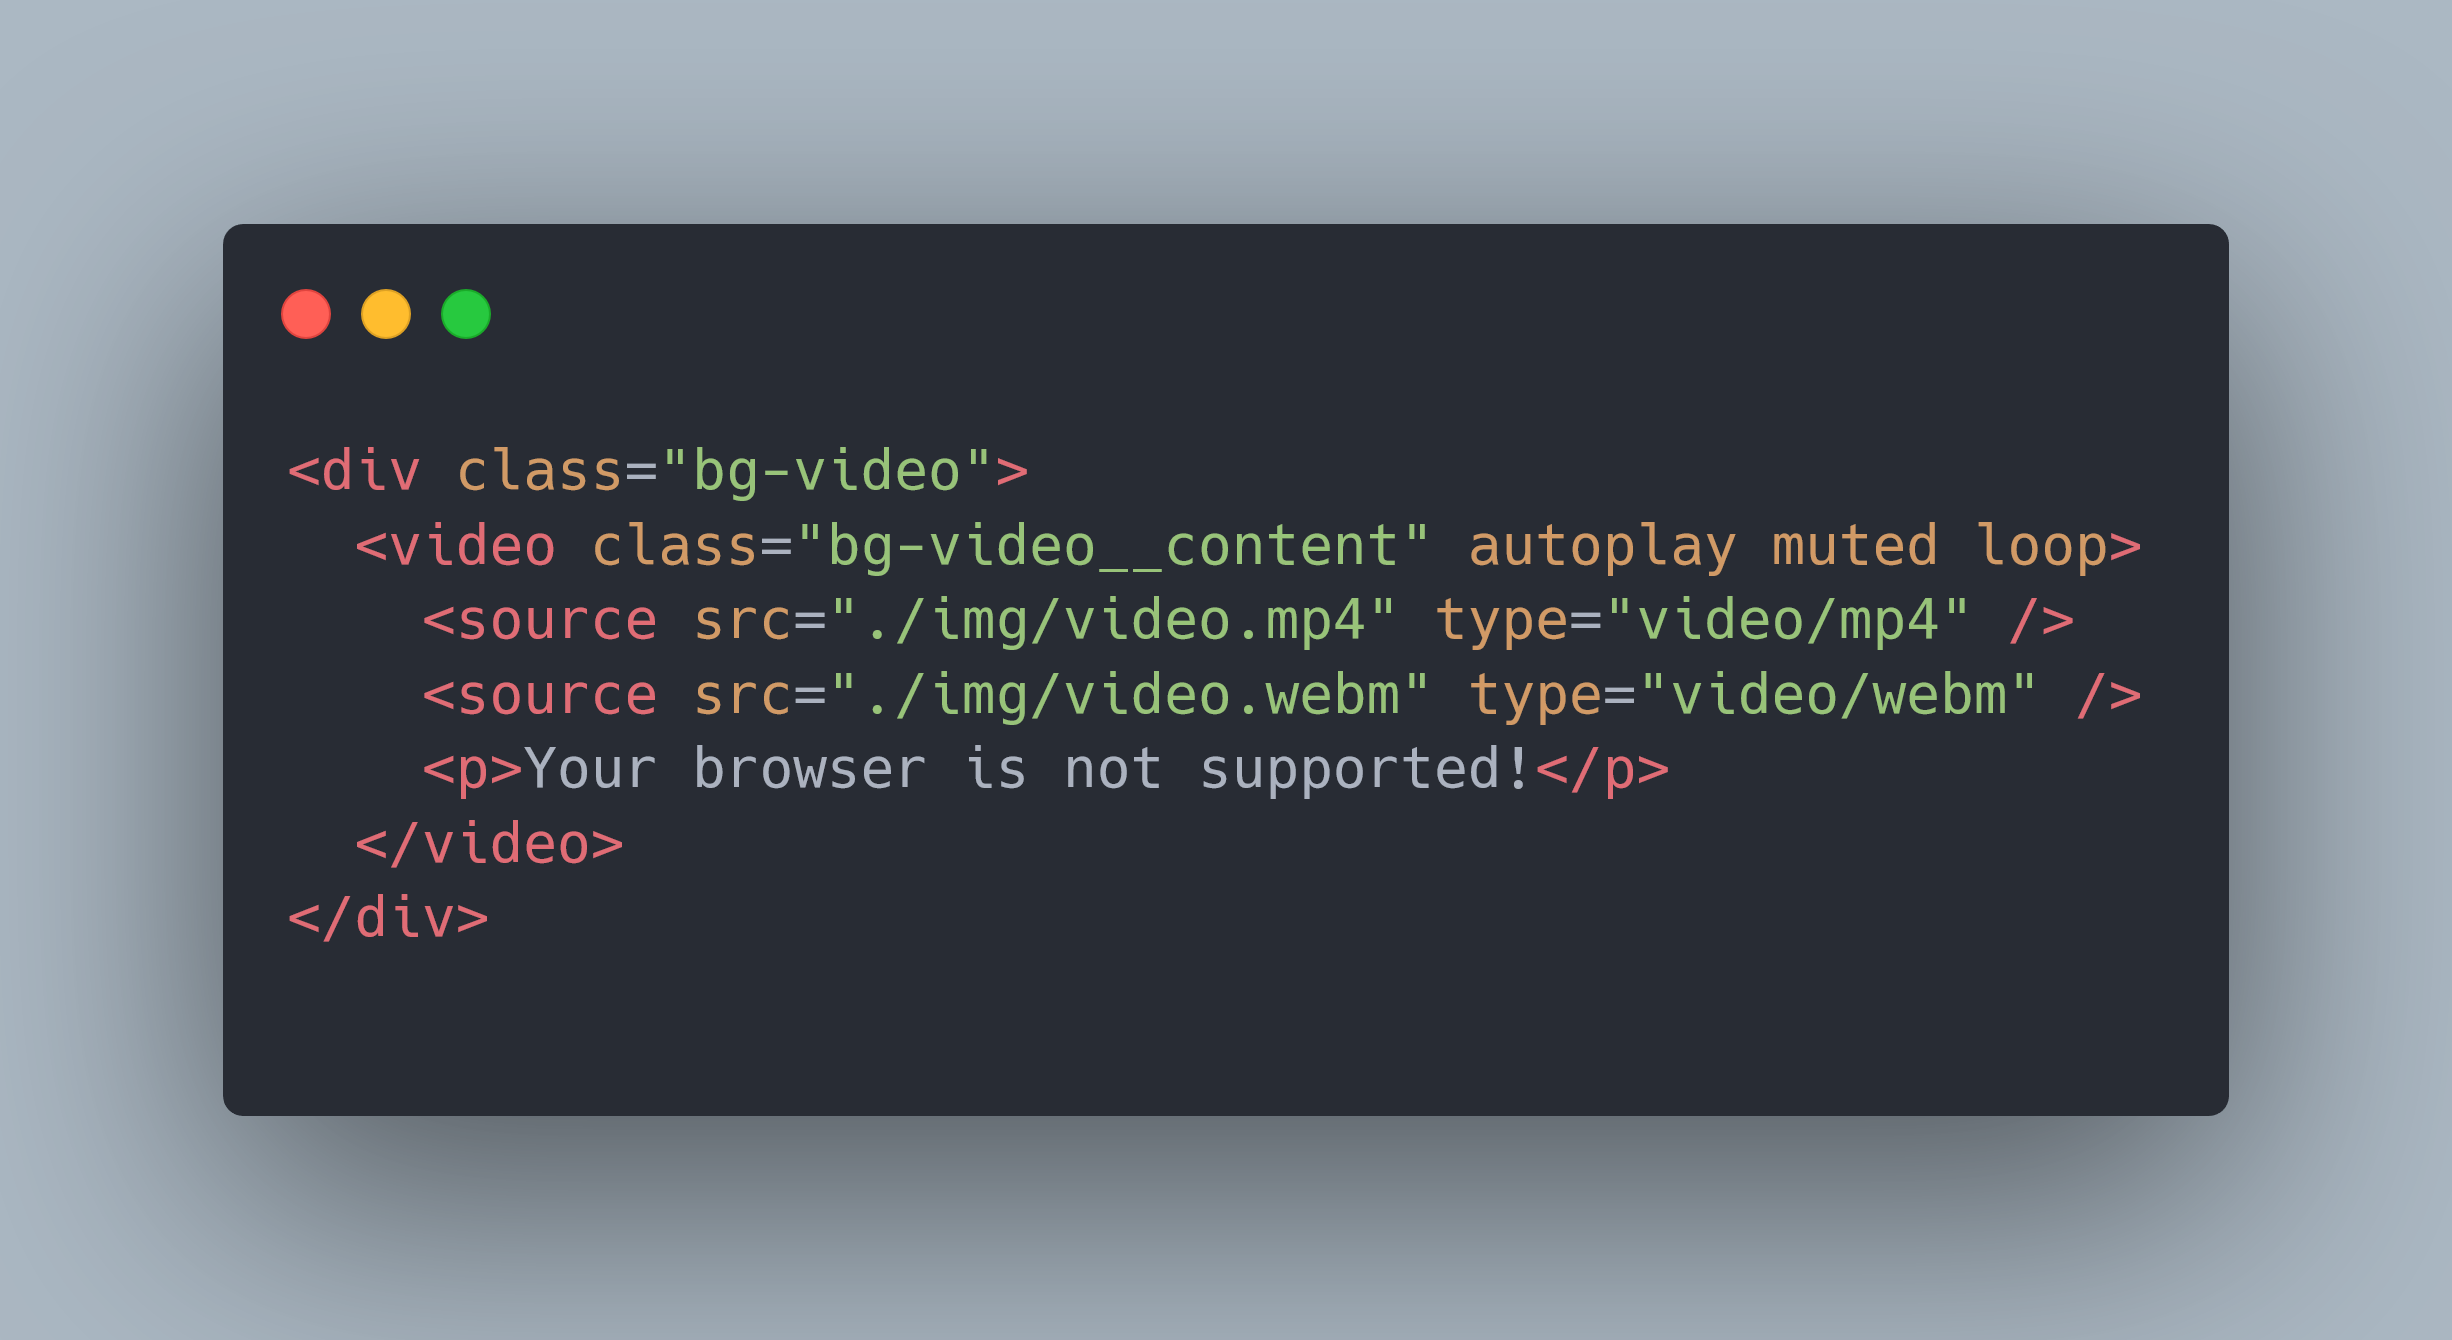 <div class="bg-video">
<video class="bg-video__content" autoplay muted loop>
<source src="./img/video.mp4" type="video/mp4" />
<source src="./img/video.webm" type="video/webm" />
<p>Your browser is not supported!</p>
</video>
</div>